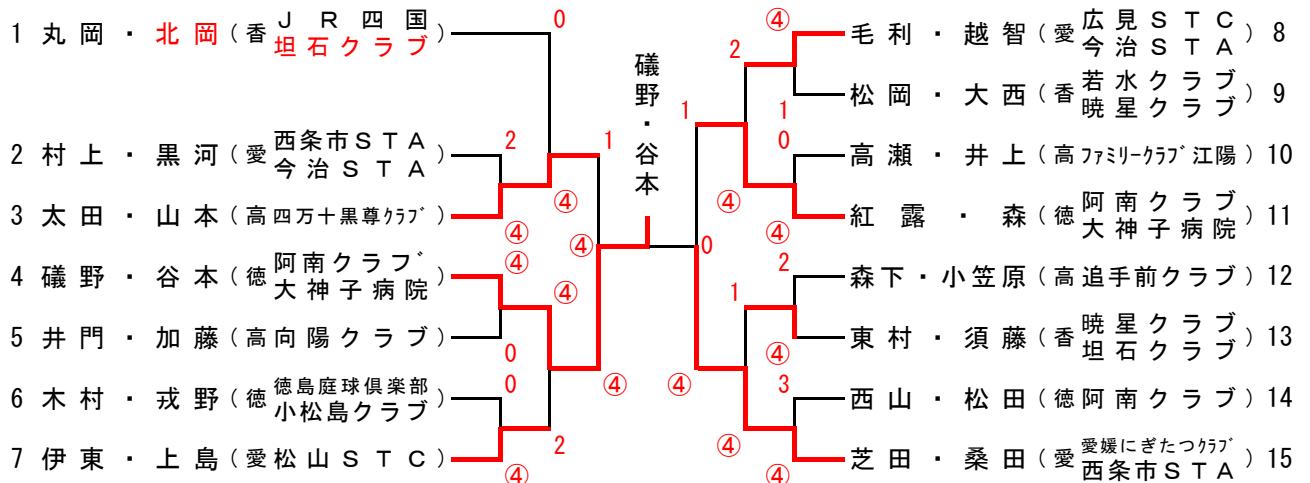 1 丸岡・北岡（香 ＪＲ四国 坦石クラブ ）
2 村上・黒河（愛 西条市ＳＴＡ 今治ＳＴＡ ）
3 太田・山本（高 四万十黒尊クラブ ）
4 礒野・谷本（徳 阿南クラブ 大神子病院 ）
5 井門・加藤（高 向陽クラブ ）
6 木村・戎野（徳 徳島庭球倶楽部 小松島クラブ ）
7 伊東・上島（愛 松山ＳＴＣ ）
0
2
④
1
④
④
④
0
④
0
④
2
④
礒野・谷本
④
0
④
2
1
1
④
0
④
2
④
1
3
④
④
④
毛利・越智（愛 広見ＳＴＣ 今治ＳＴＡ ）8
松岡・大西（香 若水クラブ 暁星クラブ ）9
高瀬・井上（高 ファミリークラブ江陽 ）10
紅露・森（徳 阿南クラブ 大神子病院 ）11
森下・小笠原（高 追手前クラブ ）12
東村・須藤（香 暁星クラブ 坦石クラブ ）13
西山・松田（徳 阿南クラブ ）14
芝田・桑田（愛 愛媛にぎたつクラブ 西条市ＳＴＡ ）15